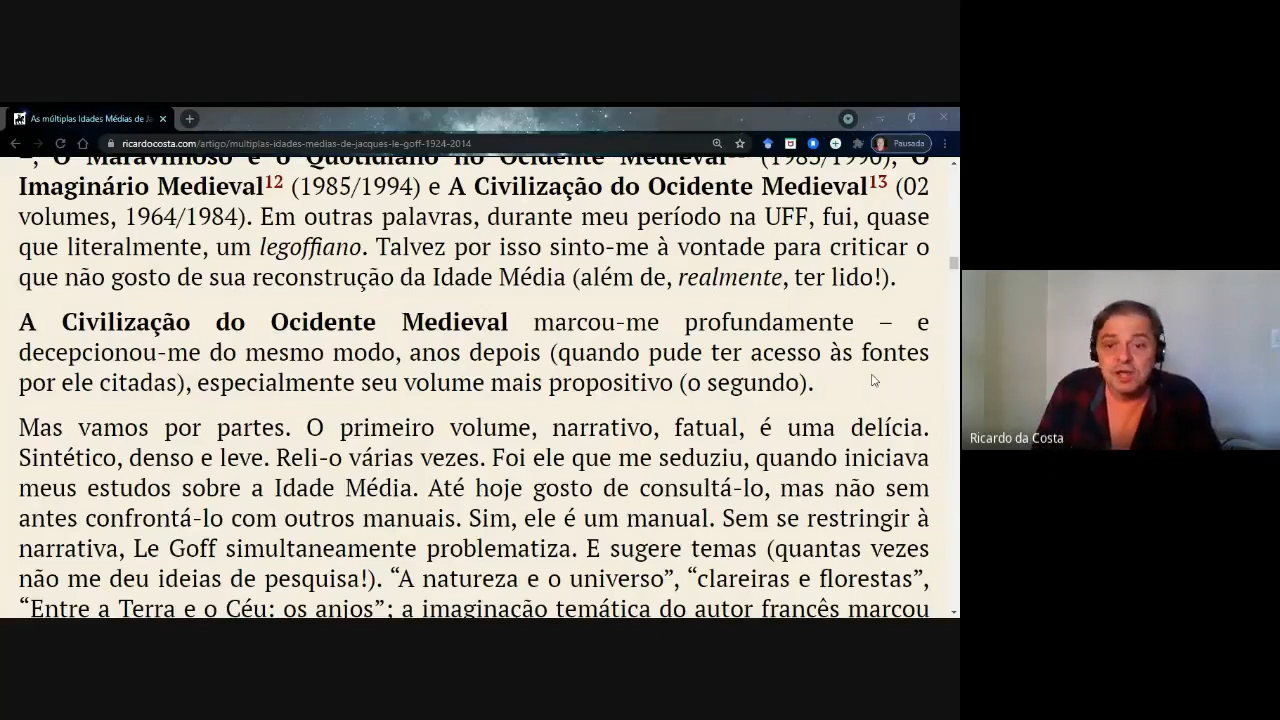 As múltiplas Idades Médias de Ja
ricardocosta.com/artigo/multiplas-idades-medias-de-jacques-le-goff-1924-2014
Pausada
–, O Maravilhoso e o Quotidiano no Ocidente Medieval (1985/1990), O
Imaginário Medieval12 (1985/1994) e A Civilização do Ocidente Medieval13 (02
volumes, 1964/1984). Em outras palavras, durante meu período na UFF, fui, quase
que literalmente, um legoffiano. Talvez por isso sinto-me à vontade para criticar o
que não gosto de sua reconstrução da Idade Média (além de, realmente, ter lido!).
A Civilização do Ocidente Medieval marcou-me profundamente – e
decepcionou-me do mesmo modo, anos depois (quando pude ter acesso às fontes
por ele citadas), especialmente seu volume mais propositivo (o segundo).
Mas vamos por partes. O primeiro volume, narrativo, fatual, é uma delícia.
Sintético, denso e leve. Reli-o várias vezes. Foi ele que me seduziu, quando iniciava
meus estudos sobre a Idade Média. Até hoje gosto de consultá-lo, mas não sem
antes confrontá-lo com outros manuais. Sim, ele é um manual. Sem se restringir à
narrativa, Le Goff simultaneamente problematiza. E sugere temas (quantas vezes
não me deu ideias de pesquisa!). “A natureza e o universo”, “clareiras e florestas”,
“Entre a Terra e o Céu: os anjos”; a imaginação temática do autor francês marcou
Ricardo da Costa